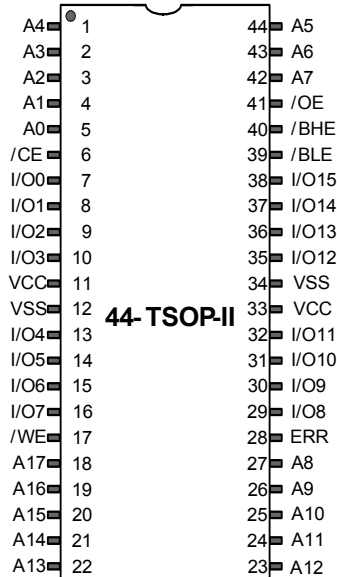 A4 1 44 A5
A3 2 43 A6
A2 3 42 A7
A1 4 41 /OE
A0 5 40 /BHE
/CE 6 39 /BLE
I/O0 7 38 I/O15
I/O1 8 37 I/O14
I/O2 9 36 I/O13
I/O3 10 35 I/O12
VCC 11 34 VSS
VSS 12 33 VCC
44-TSOP-II
I/O4 13 32 I/O11
I/O5 14 31 I/O10
I/O6 15 30 I/O9
I/O7 16 29 I/O8
/WE 17 28 ERR
A17 18 27 A8
A16 19 26 A9
A15 20 25 A10
A14 21 24 A11
A13 22 23 A12